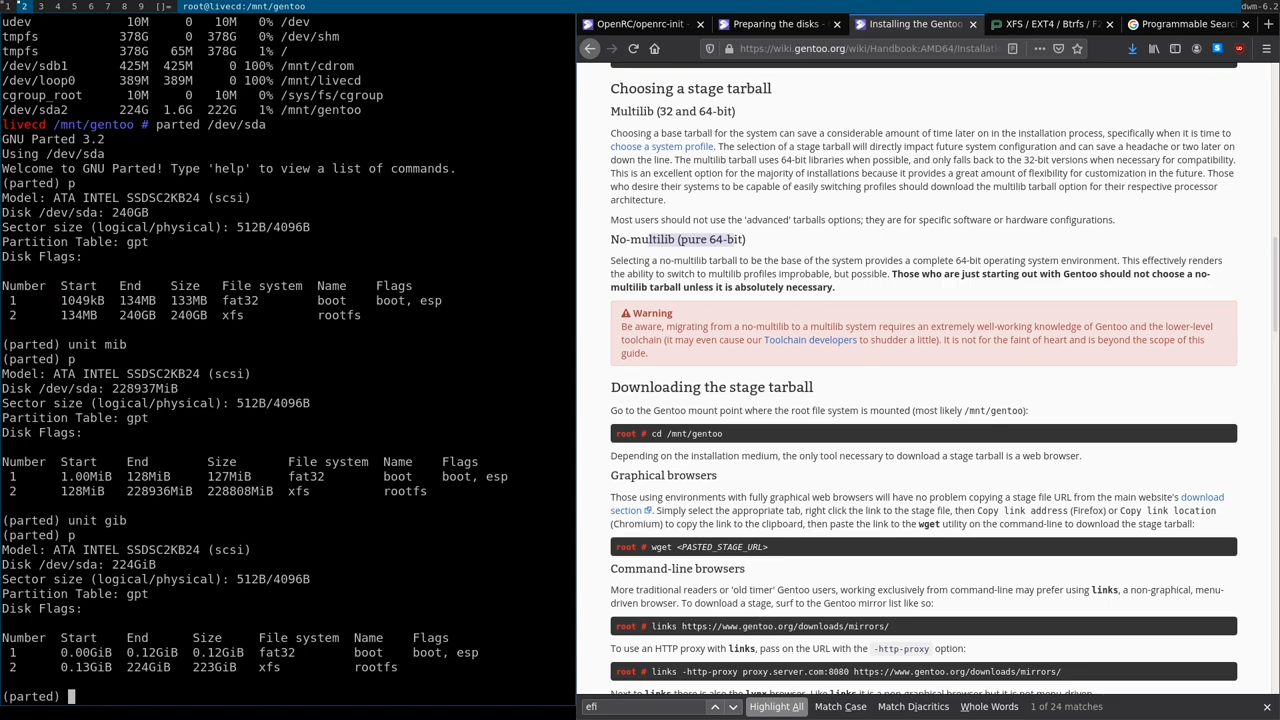 1 2 3 4 5 6 7 8 9 []= root@livecd:/mnt/gentoo dwm-6.2
udev 10M 0 10M 0% /dev
tmpfs 378G 0 378G 0% /dev/shm
tmpfs 378G 65M 378G 1% /
/dev/sdb1 425M 425M 0 100% /mnt/cdrom
/dev/loop0 389M 389M 0 100% /mnt/livecd
cgroup_root 10M 0 10M 0% /sys/fs/cgroup
/dev/sda2 224G 1.6G 222G 1% /mnt/gentoo
livecd /mnt/gentoo # parted /dev/sda
GNU Parted 3.2
Using /dev/sda
Welcome to GNU Parted! Type 'help' to view a list of commands.
(parted) p
Model: ATA INTEL SSDSC2KB24 (scsi)
Disk /dev/sda: 240GB
Sector size (logical/physical): 512B/4096B
Partition Table: gpt
Disk Flags:
Number Start End Size File system Name Flags
1 1049kB 134MB 133MB fat32 boot boot, esp
2 134MB 240GB 240GB xfs rootfs
(parted) unit mib
(parted) p
Model: ATA INTEL SSDSC2KB24 (scsi)
Disk /dev/sda: 228937MiB
Sector size (logical/physical): 512B/4096B
Partition Table: gpt
Disk Flags:
Number Start End Size File system Name Flags
1 1.00MiB 128MiB 127MiB fat32 boot boot, esp
2 128MiB 228936MiB 228808MiB xfs rootfs
(parted) unit gib
(parted) p
Model: ATA INTEL SSDSC2KB24 (scsi)
Disk /dev/sda: 224GiB
Sector size (logical/physical): 512B/4096B
Partition Table: gpt
Disk Flags:
Number Start End Size File system Name Flags
1 0.00GiB 0.12GiB 0.12GiB fat32 boot boot, esp
2 0.13GiB 224GiB 223GiB xfs rootfs
(parted)
OpenRC/openrc-init - Preparing the disks - Installing the Gentoo XFS / EXT4 / Btrfs / F2 Programmable Sear
https://wiki.gentoo.org/wiki/Handbook:AMD64/Installati
Choosing a stage tarball
Multilib (32 and 64-bit)
Choosing a base tarball for the system can save a considerable amount of time later on in the installation process, specifically when it is time to
choose a system profile. The selection of a stage tarball will directly impact future system configuration and can save a headache or two later on
down the line. The multilib tarball uses 64-bit libraries when possible, and only falls back to the 32-bit versions when necessary for compatibility.
This is an excellent option for the majority of installations because it provides a great amount of flexibility for customization in the future. Those
who desire their systems to be capable of easily switching profiles should download the multilib tarball option for their respective processor
architecture.
Most users should not use the 'advanced' tarballs options; they are for specific software or hardware configurations.
No-multilib (pure 64-bit)
Selecting a no-multilib tarball to be the base of the system provides a complete 64-bit operating system environment. This effectively renders
the ability to switch to multilib profiles improbable, but possible. Those who are just starting out with Gentoo should not choose a no-
multilib tarball unless it is absolutely necessary.
Warning
Be aware, migrating from a no-multilib to a multilib system requires an extremely well-working knowledge of Gentoo and the lower-level
toolchain (it may even cause our Toolchain developers to shudder a little). It is not for the faint of heart and is beyond the scope of this
guide.
Downloading the stage tarball
Go to the Gentoo mount point where the root file system is mounted (most likely /mnt/gentoo):
root # cd /mnt/gentoo
Depending on the installation medium, the only tool necessary to download a stage tarball is a web browser.
Graphical browsers
Those using environments with fully graphical web browsers will have no problem copying a stage file URL from the main website's download
section. Simply select the appropriate tab, right click the link to the stage file, then Copy link address (Firefox) or Copy link location
(Chromium) to copy the link to the clipboard, then paste the link to the wget utility on the command-line to download the stage tarball:
root # wget <PASTED_STAGE_URL>
Command-line browsers
More traditional readers or 'old timer' Gentoo users, working exclusively from command-line may prefer using links, a non-graphical, menu-
driven browser. To download a stage, surf to the Gentoo mirror list like so:
root # links https://www.gentoo.org/downloads/mirrors/
To use an HTTP proxy with links, pass on the URL with the -http-proxy option:
root # links -http-proxy proxy.server.com:8080 https://www.gentoo.org/downloads/mirrors/
Next to links there is also the lynx browser. Like links it is a non-graphical browser but it is not menu-driven.
efi Highlight All Match Case Match Diacritics Whole Words 1 of 24 matches